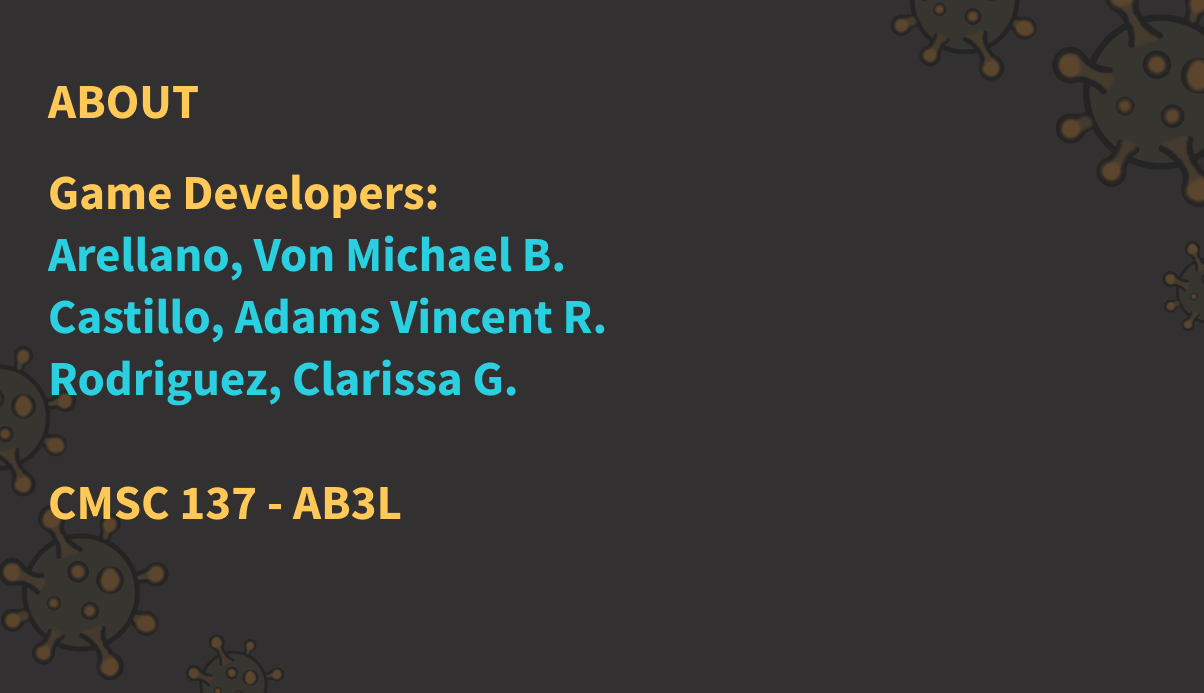 ABOUT
Game Developers:
Arellano, Von Michael B.
Castillo, Adams Vincent R.
Rodriguez, Clarissa G.
CMSC 137 - AB3L